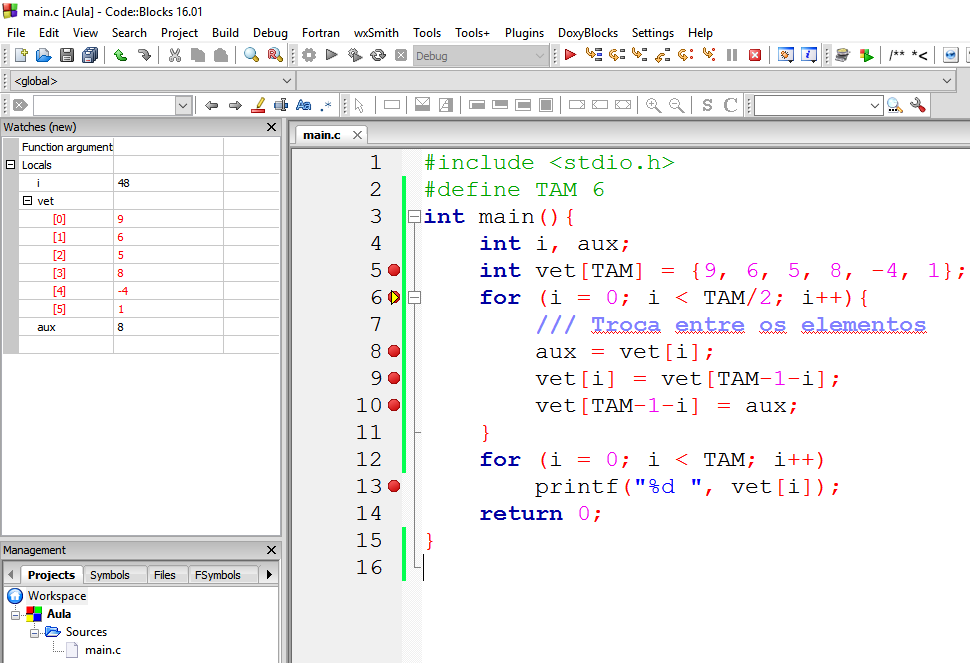 main.c [Aula] - Code::Blocks 16.01
File Edit View Search Project Build Debug Fortran wxSmith Tools Tools+ Plugins DoxyBlocks Settings Help
Debug /** *<
<global>
Aa .* S C
Watches (new)
Function argument
Locals
i 48
vet
[0] 9
[1] 6
[2] 5
[3] 8
[4] -4
[5] 1
aux 8
Management
Projects Symbols Files FSymbols
Workspace
Aula
Sources
main.c
main.c
1 #include <stdio.h>
2 #define TAM 6
3 int main(){
4 int i, aux;
5 int vet[TAM] = {9, 6, 5, 8, -4, 1};
6 for (i = 0; i < TAM/2; i++){
7 /// Troca entre os elementos
8 aux = vet[i];
9 vet[i] = vet[TAM-1-i];
10 vet[TAM-1-i] = aux;
11 }
12 for (i = 0; i < TAM; i++)
13 printf("%d ", vet[i]);
14 return 0;
15 }
16